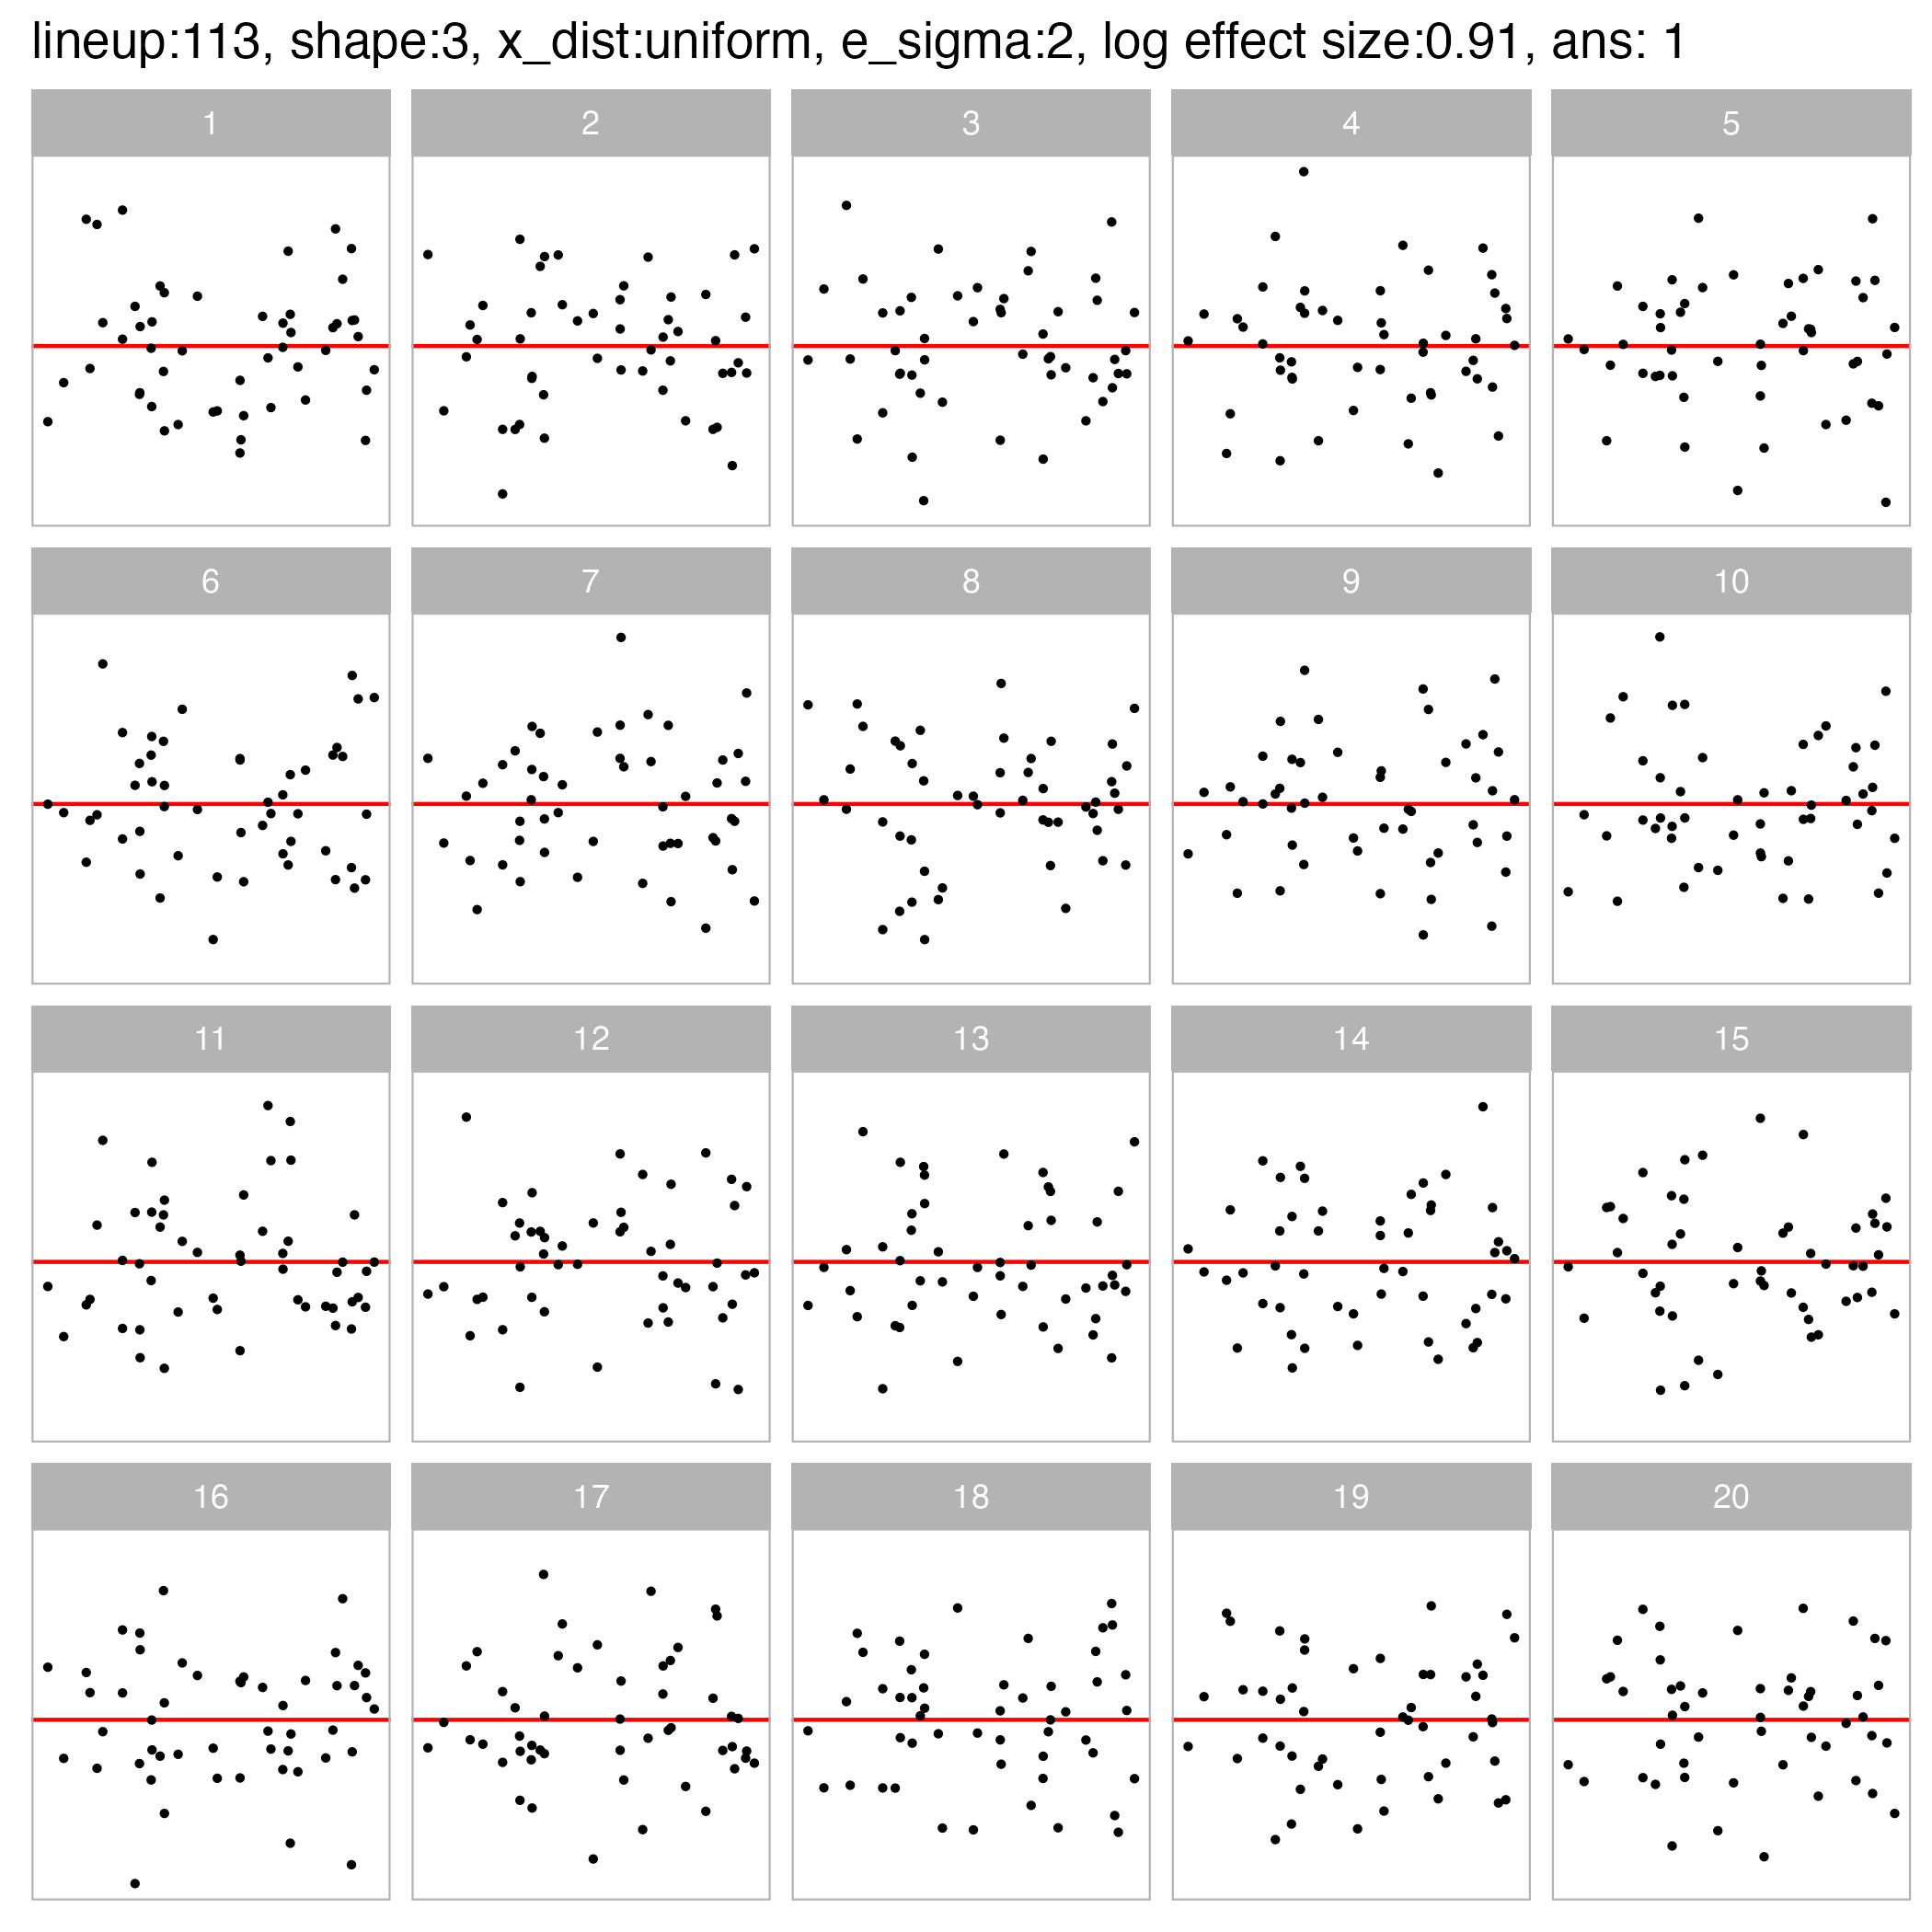 lineup:113, shape:3, x_dist:uniform, e_sigma:2, log effect size:0.91, ans: 1
1 2 3 4 5
6 7 8 9 10
11 12 13 14 15
16 17 18 19 20